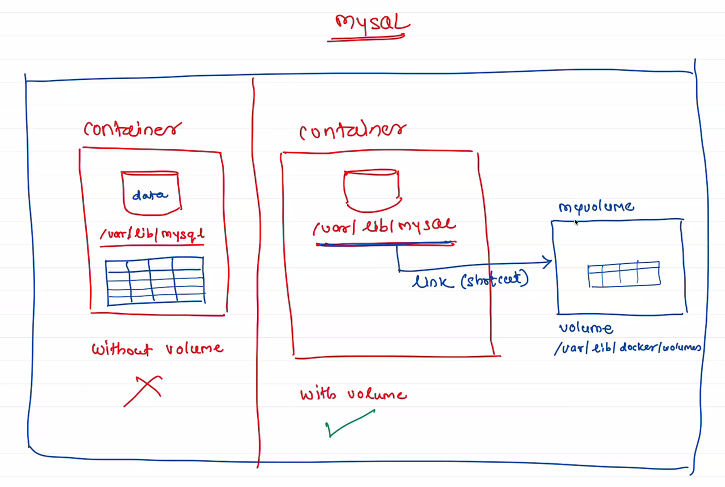 MYSQL
container
data
/var/lib/mysql
without volume
container
/var/lib/mysql
link (shotcut)
with volume
myvolume
volume
/var/lib/docker/volumes